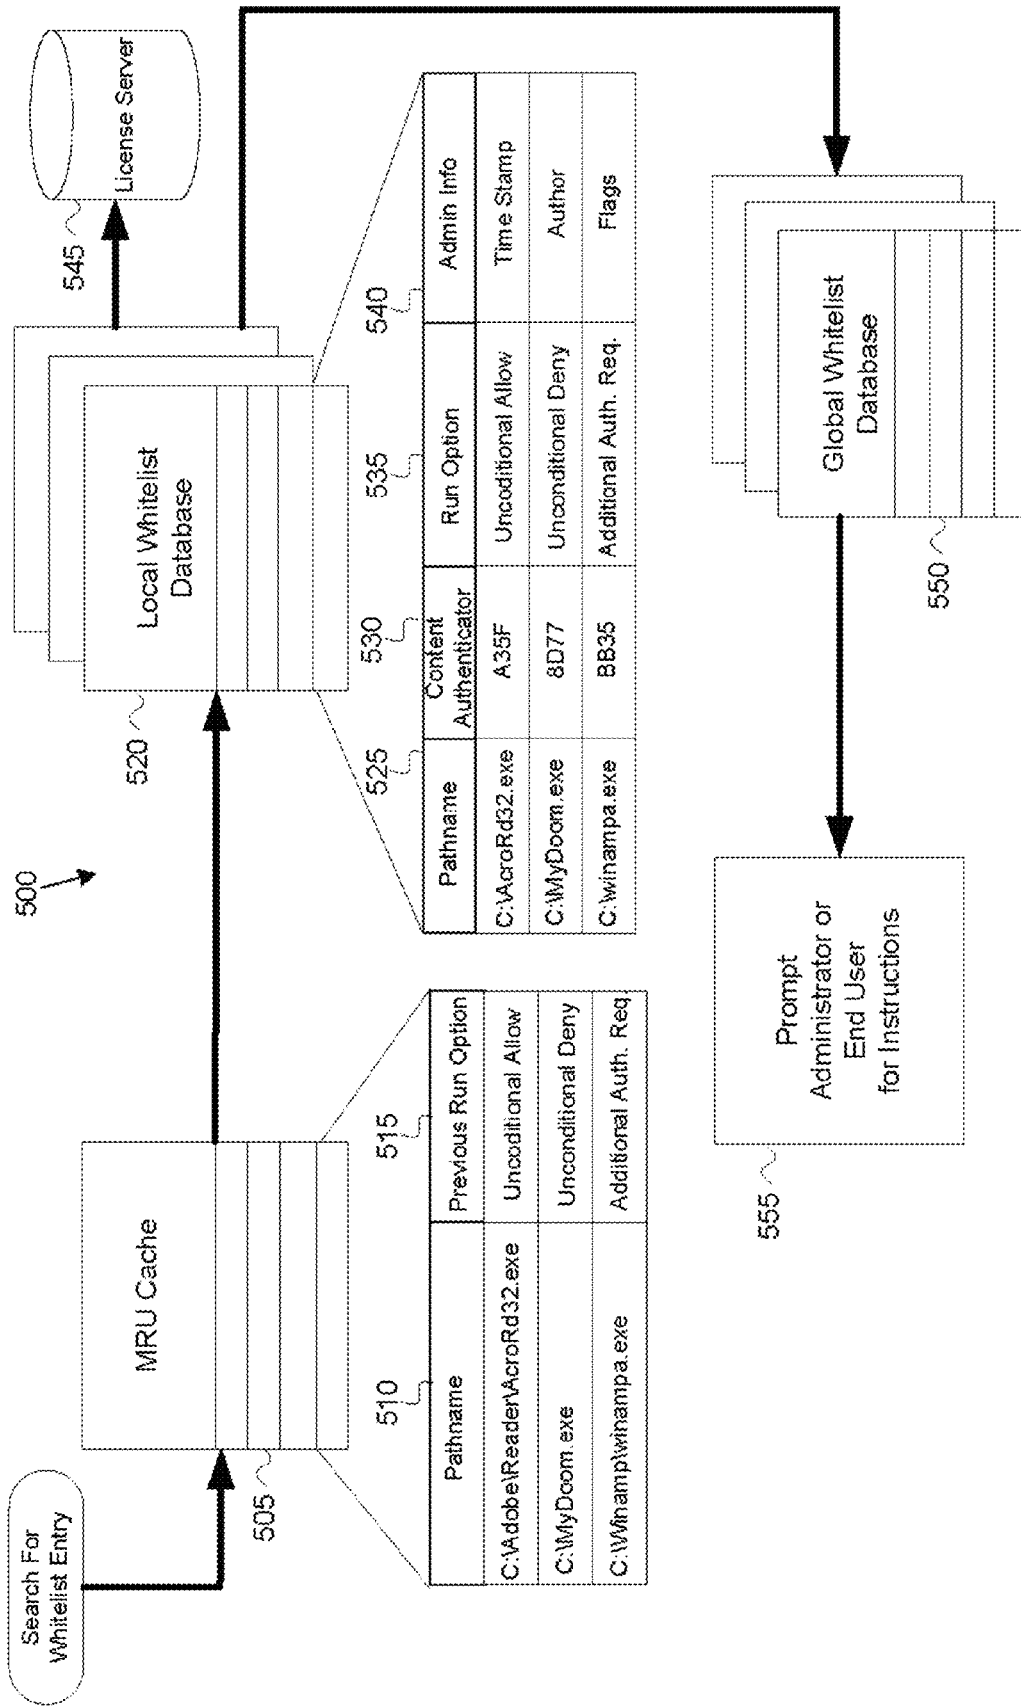 500
Search For
Whitelist Entry
MRU Cache
505
Local Whitelist
Database
520
License Server
545
510
515
Pathname
Previous Run Option
C:\Adobe\Reader\AcroRd32.exe
Uncoditional Allow
C:\MyDoom.exe
Unconditional Deny
C:\Winamp\winampa.exe
Additional Auth. Req.
525
530
535
540
Pathname
Content
Authenticator
Run Option
Admin Info
C:\AcroRd32.exe
A35F
Uncoditional Allow
Time Stamp
C:\MyDoom.exe
8D77
Unconditional Deny
Author
C:\winampa.exe
BB35
Additional Auth. Req.
Flags
555
Prompt
Administrator or
End User
for Instructions
Global Whitelist
Database
550